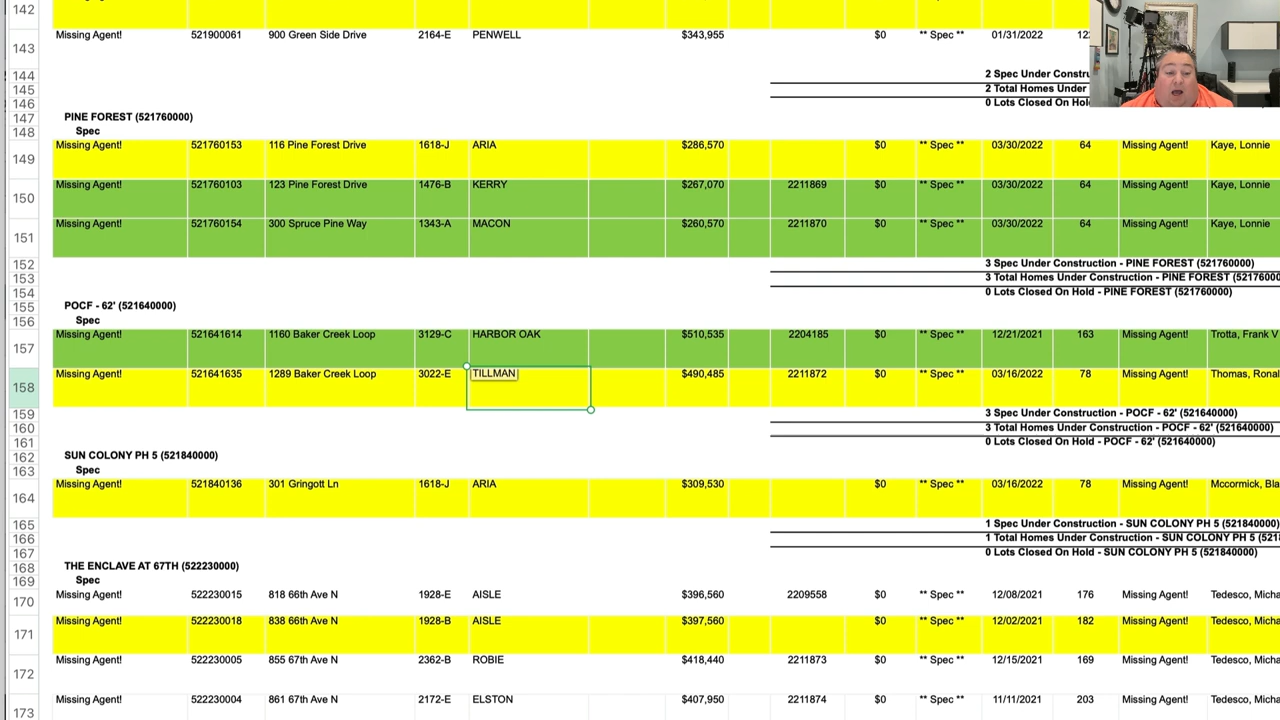 142
143 Missing Agent! 521900061 900 Green Side Drive 2164-E PENWELL $343,955 $0 ** Spec ** 01/31/2022 12
144 2 Spec Under Constru
145 2 Total Homes Under
146 0 Lots Closed On Hol
147 PINE FOREST (521760000)
148 Spec
149 Missing Agent! 521760153 116 Pine Forest Drive 1618-J ARIA $286,570 $0 ** Spec ** 03/30/2022 64 Missing Agent! Kaye, Lonnie
150 Missing Agent! 521760103 123 Pine Forest Drive 1476-B KERRY $267,070 2211869 $0 ** Spec ** 03/30/2022 64 Missing Agent! Kaye, Lonnie
151 Missing Agent! 521760154 300 Spruce Pine Way 1343-A MACON $260,570 2211870 $0 ** Spec ** 03/30/2022 64 Missing Agent! Kaye, Lonnie
152 3 Spec Under Construction - PINE FOREST (521760000)
153 3 Total Homes Under Construction - PINE FOREST (5217600
154 0 Lots Closed On Hold - PINE FOREST (521760000)
155 POCF - 62' (521640000)
156 Spec
157 Missing Agent! 521641614 1160 Baker Creek Loop 3129-C HARBOR OAK $510,535 2204185 $0 ** Spec ** 12/21/2021 163 Missing Agent! Trotta, Frank V
158 Missing Agent! 521641635 1289 Baker Creek Loop 3022-E TILLMAN $490,485 2211872 $0 ** Spec ** 03/16/2022 78 Missing Agent! Thomas, Ronal
159 3 Spec Under Construction - POCF - 62' (521640000)
160 3 Total Homes Under Construction - POCF - 62' (521640000)
161 0 Lots Closed On Hold - POCF - 62' (521640000)
162 SUN COLONY PH 5 (521840000)
163 Spec
164 Missing Agent! 521840136 301 Gringott Ln 1618-J ARIA $309,530 $0 ** Spec ** 03/16/2022 78 Missing Agent! Mccormick, Bla
165 1 Spec Under Construction - SUN COLONY PH 5 (521840000)
166 1 Total Homes Under Construction - SUN COLONY PH 5 (521
167 0 Lots Closed On Hold - SUN COLONY PH 5 (521840000)
168 THE ENCLAVE AT 67TH (522230000)
169 Spec
170 Missing Agent! 522230015 818 66th Ave N 1928-E AISLE $396,560 2209558 $0 ** Spec ** 12/08/2021 176 Missing Agent! Tedesco, Micha
171 Missing Agent! 522230018 838 66th Ave N 1928-B AISLE $397,560 $0 ** Spec ** 12/02/2021 182 Missing Agent! Tedesco, Micha
172 Missing Agent! 522230005 855 67th Ave N 2362-B ROBIE $418,440 2211873 $0 ** Spec ** 12/15/2021 169 Missing Agent! Tedesco, Micha
173 Missing Agent! 522230004 861 67th Ave N 2172-E ELSTON $407,950 2211874 $0 ** Spec ** 11/11/2021 203 Missing Agent! Tedesco, Micha